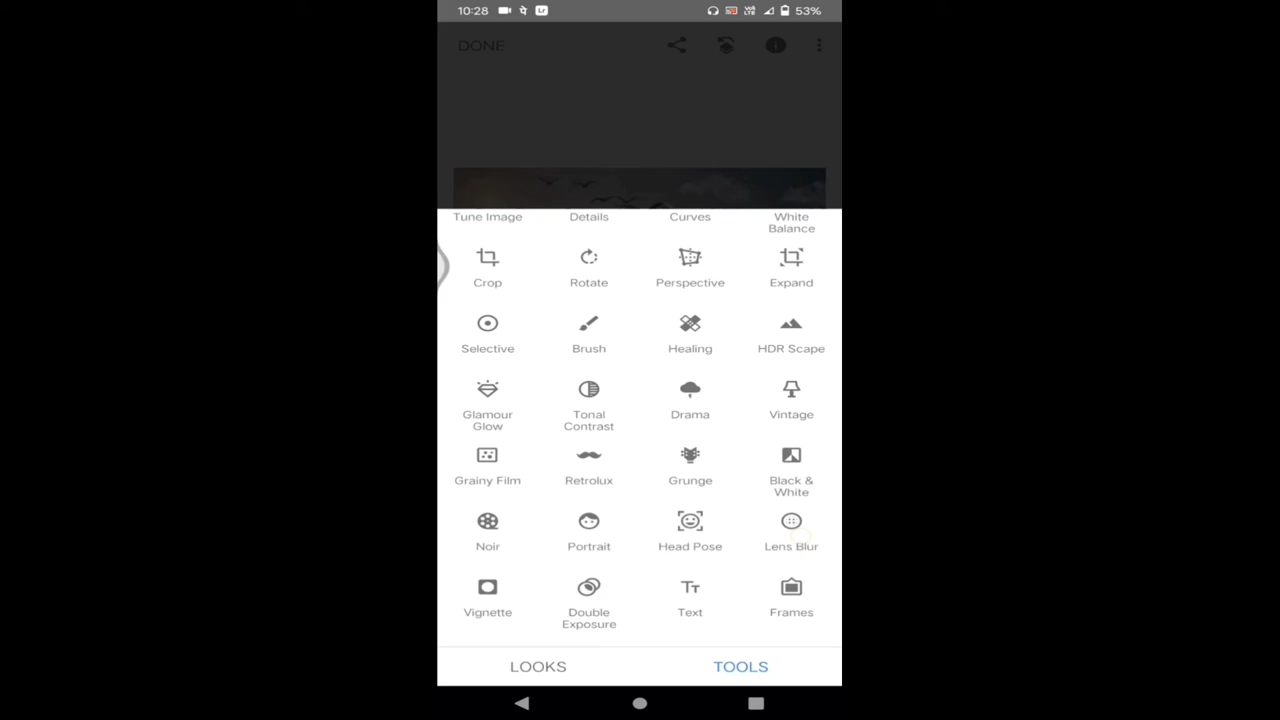 10:28 Lr 53%
DONE
Tune Image Details Curves White Balance
Crop Rotate Perspective Expand
Selective Brush Healing HDR Scape
Glamour Glow Tonal Contrast Drama Vintage
Grainy Film Retrolux Grunge Black & White
Noir Portrait Head Pose Lens Blur
Vignette Double Exposure Text Frames
LOOKS TOOLS